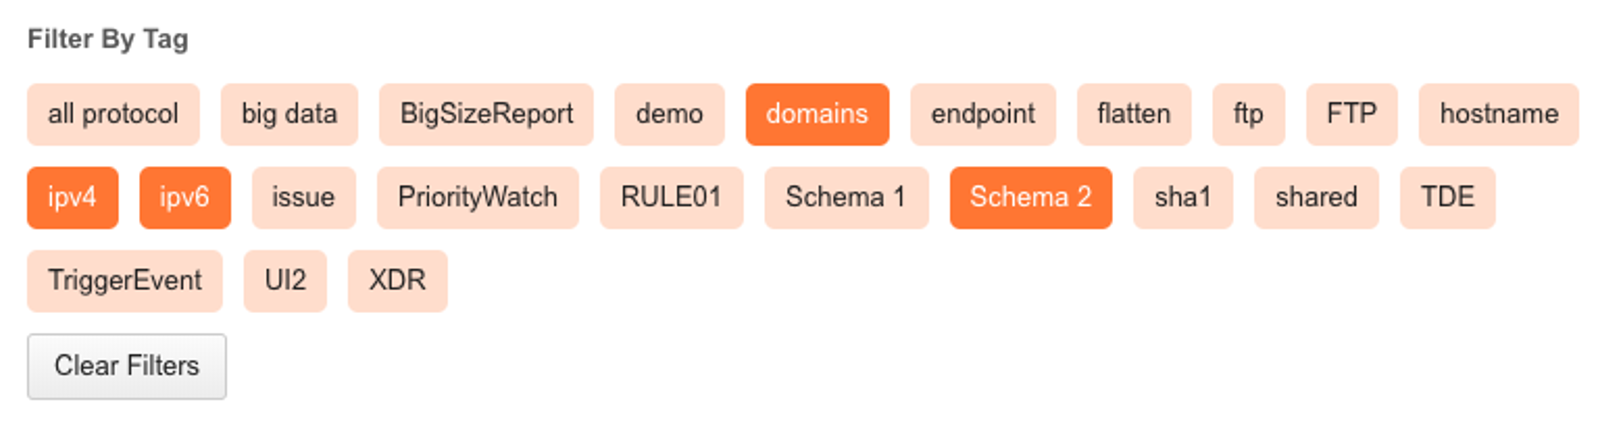 Filter By Tag
all protocol big data BigSizeReport demo domains endpoint flatten ftp FTP hostname
ipv4 ipv6 issue PriorityWatch RULE01 Schema 1 Schema 2 sha1 shared TDE
TriggerEvent UI2 XDR
Clear Filters